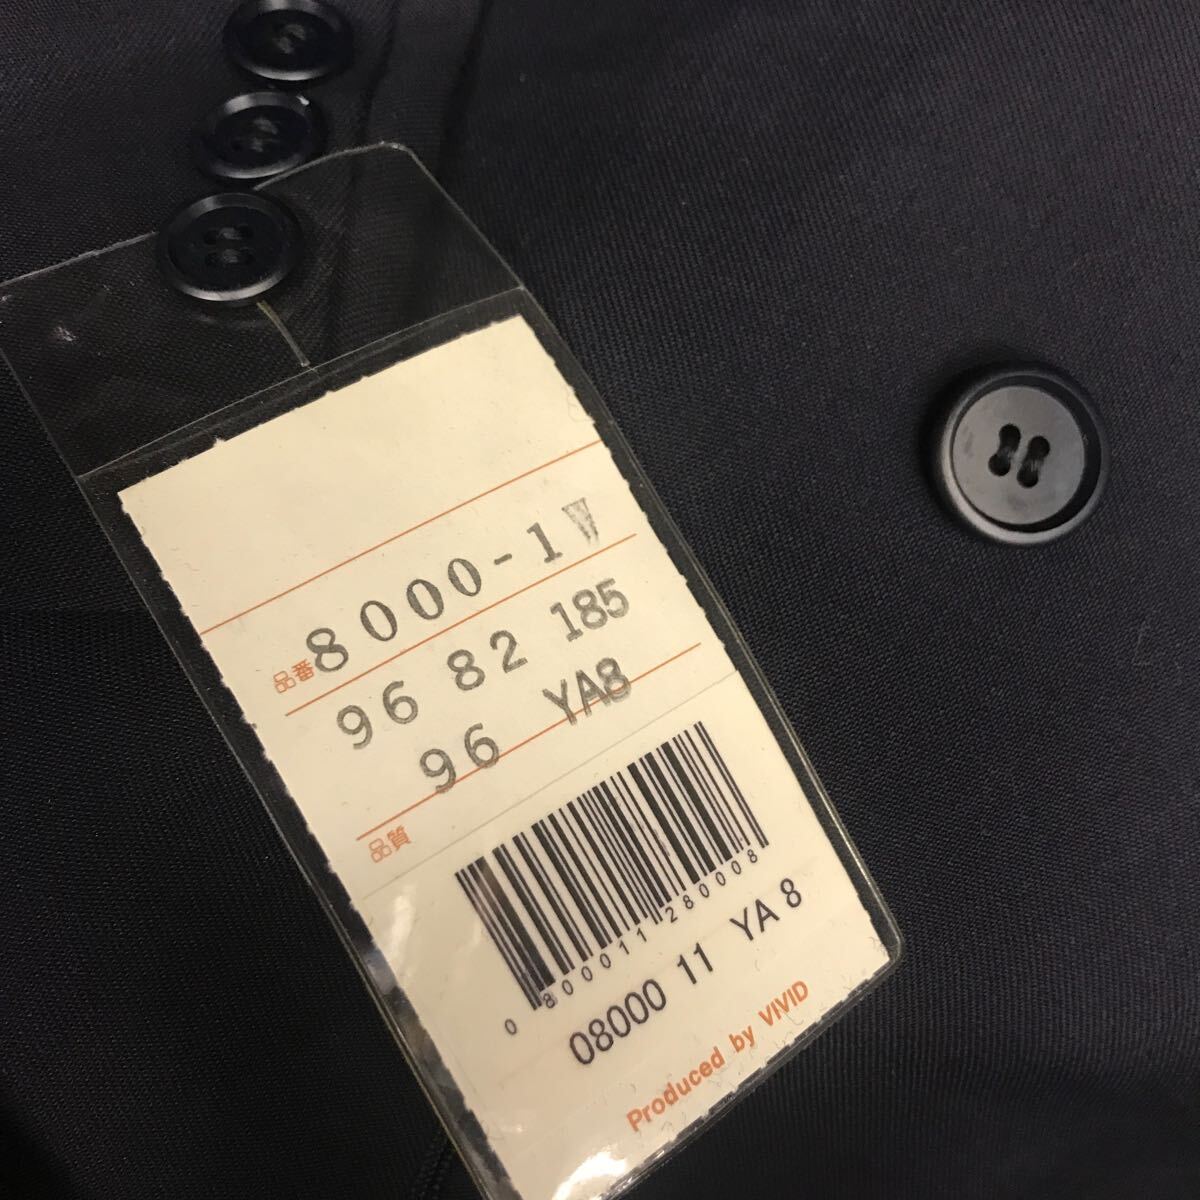 品番 8000-1 W
96 82 185
96 YA8
品質
0 800011 280008
08000 11 YA 8
Produced by VIVID